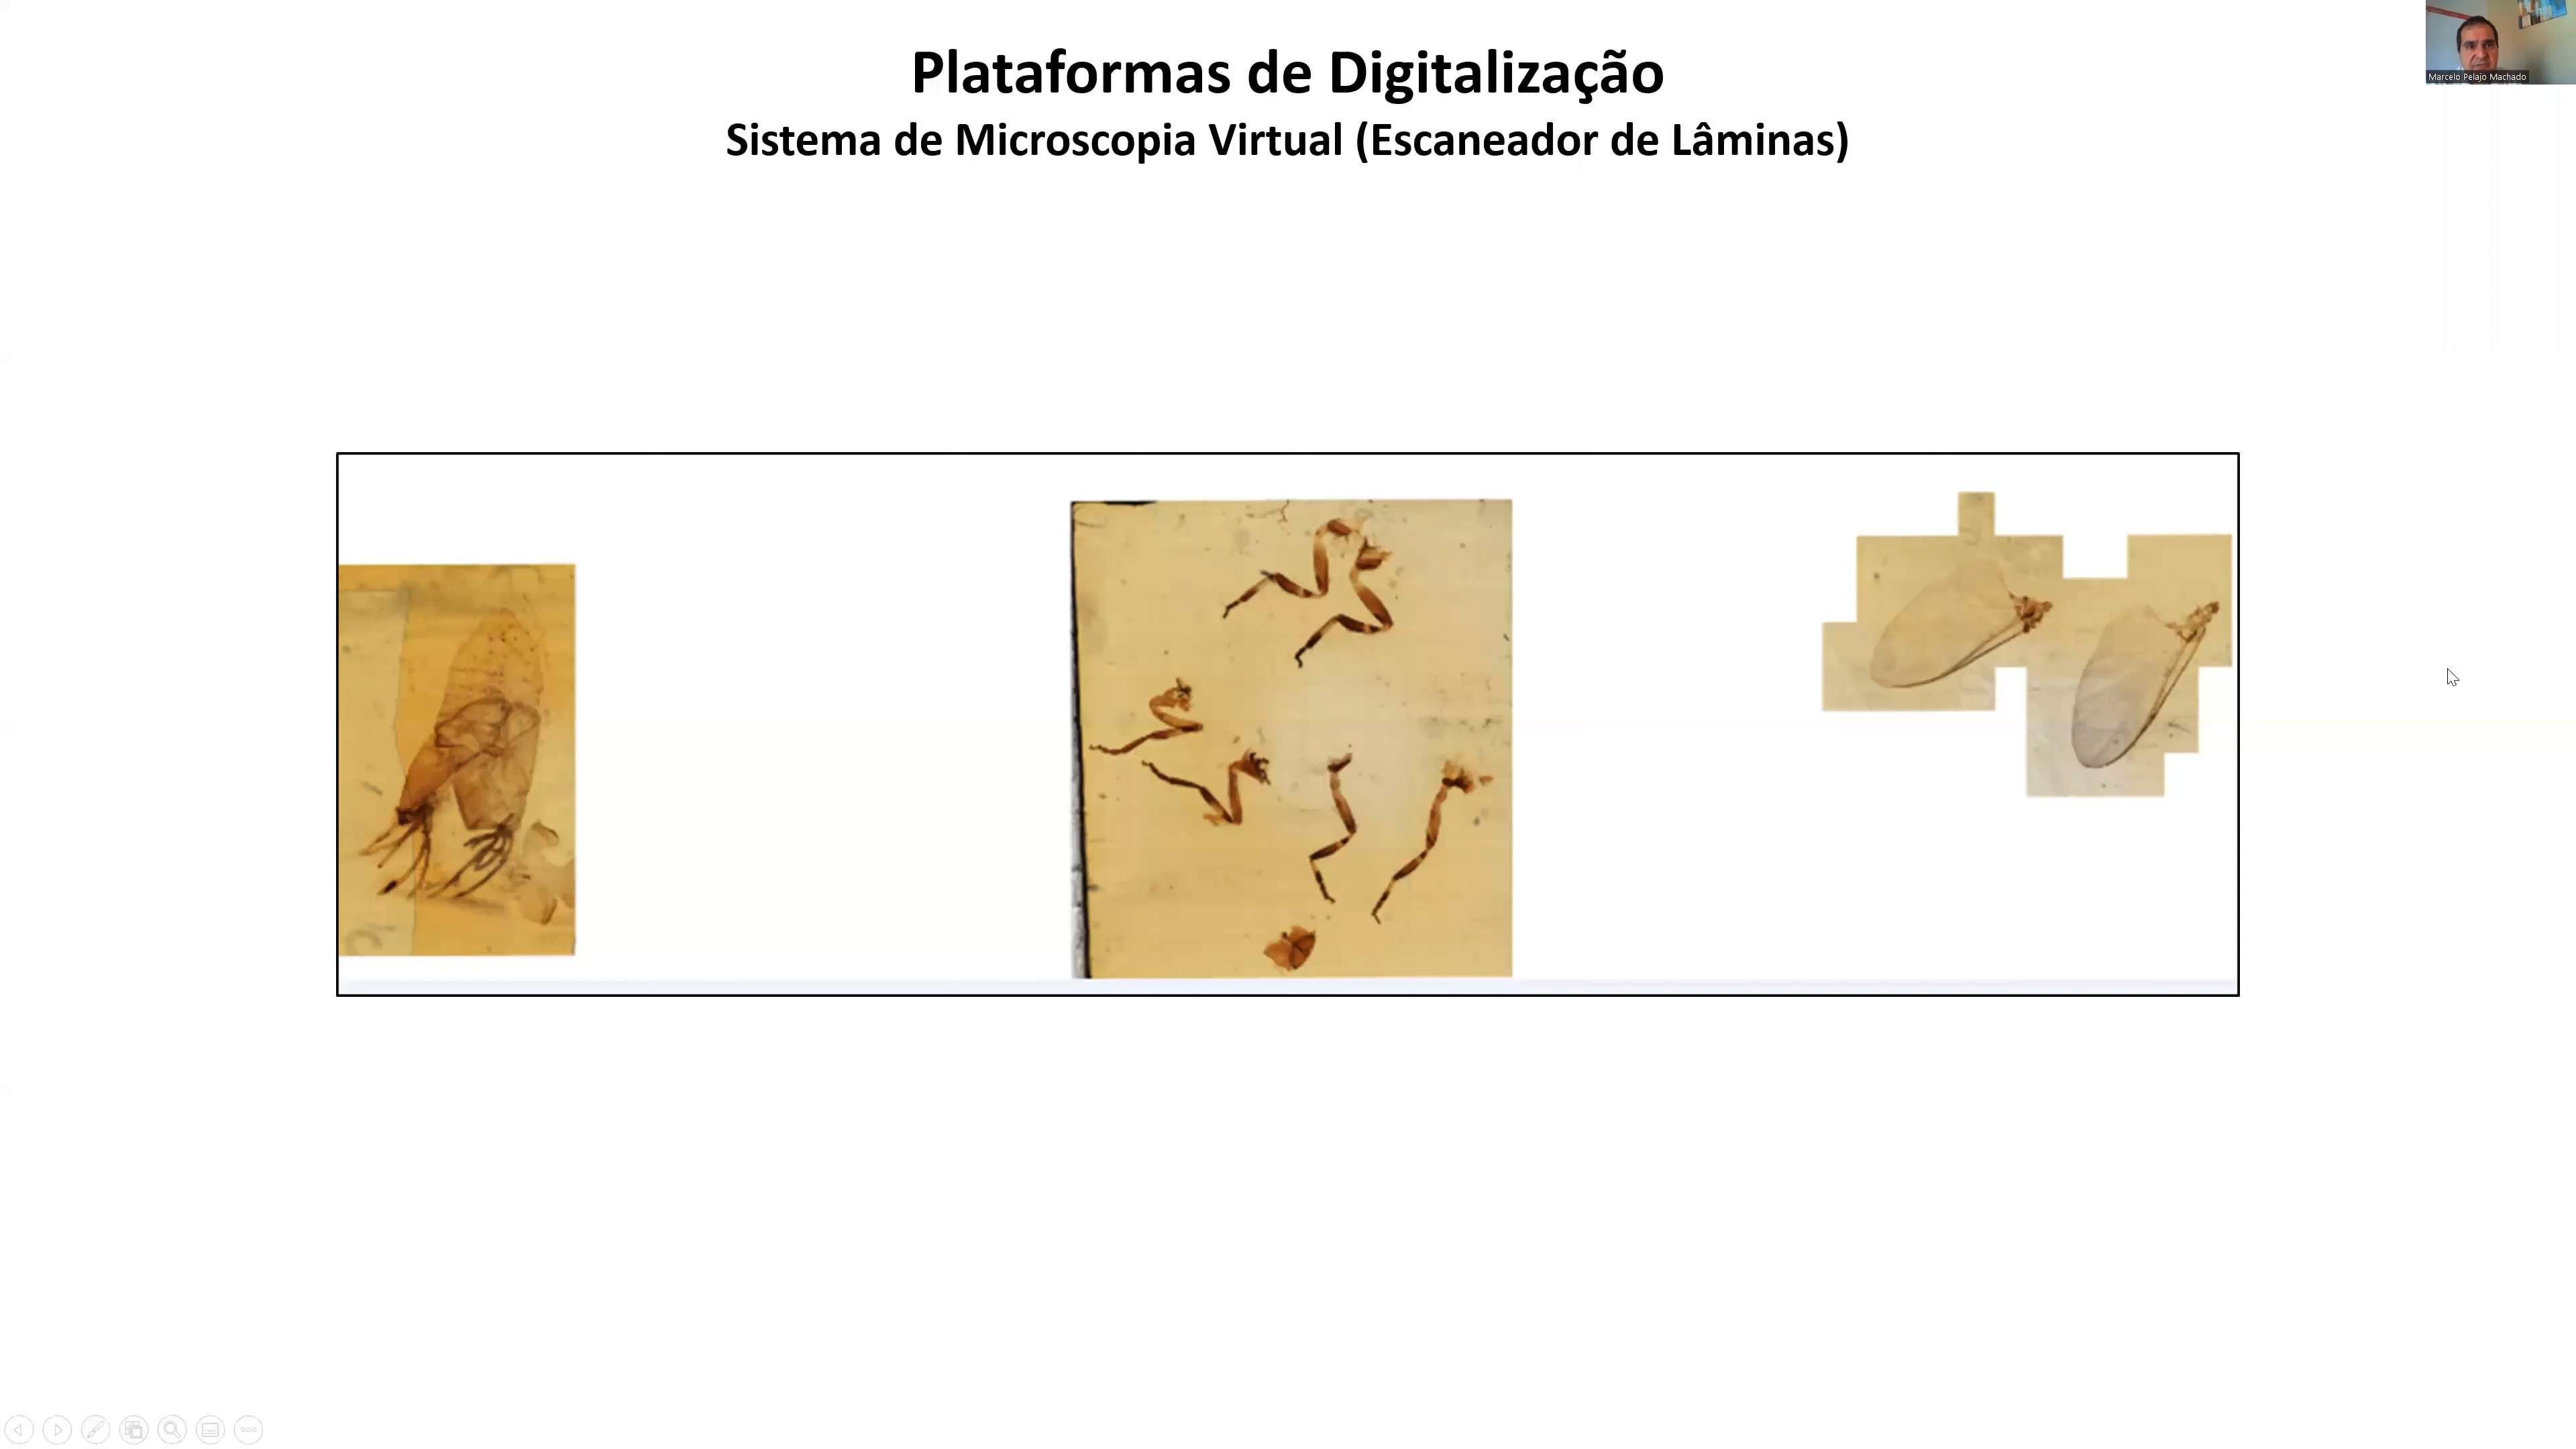 Plataformas de Digitalização
Sistema de Microscopia Virtual (Escaneador de Lâminas)
Marcelo Pelajo Machado